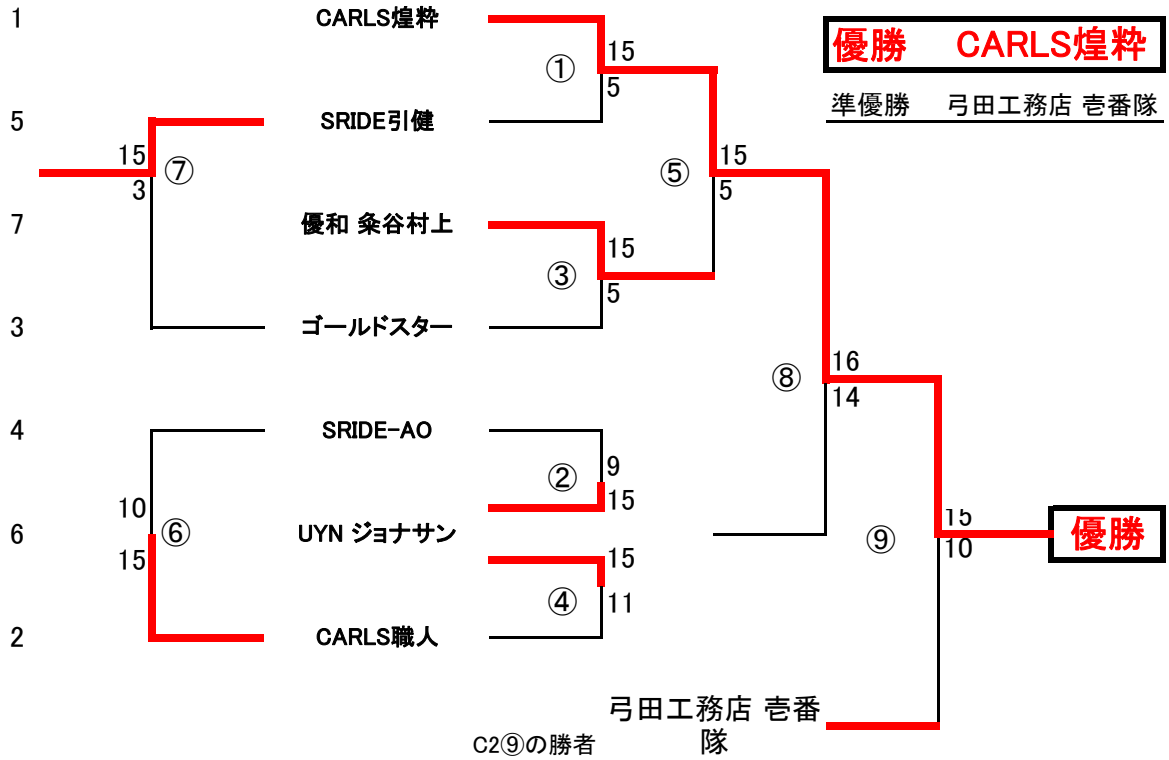 1
CARLS煌粋
優勝 CARLS煌粋
15
①
5
準優勝 弓田工務店 壱番隊
5
SRIDE引健
15
⑦
3
15
⑤
5
7
優和 粂谷村上
15
③
5
3
ゴールドスター
16
⑧
14
4
SRIDE-AO
9
②
15
10
⑥
15
6
UYN ジョナサン
15
⑨
10
優勝
15
④
11
2
CARLS職人
弓田工務店 壱番
隊
C2⑨の勝者